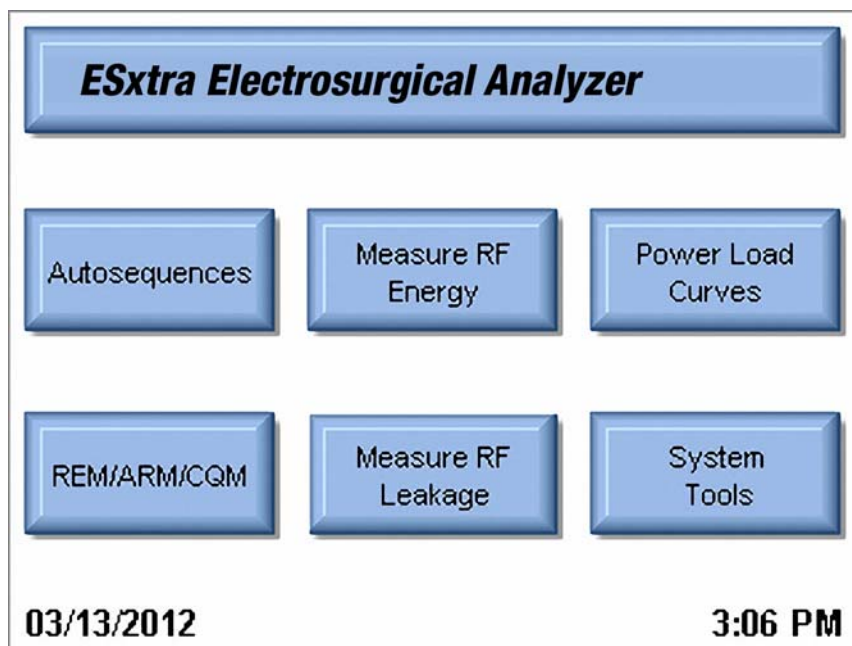 ESxtra Electrosurgical Analyzer
Autosequences
Measure RF
Energy
Power Load
Curves
REM/ARM/CQM
Measure RF
Leakage
System
Tools
03/13/2012
3:06 PM